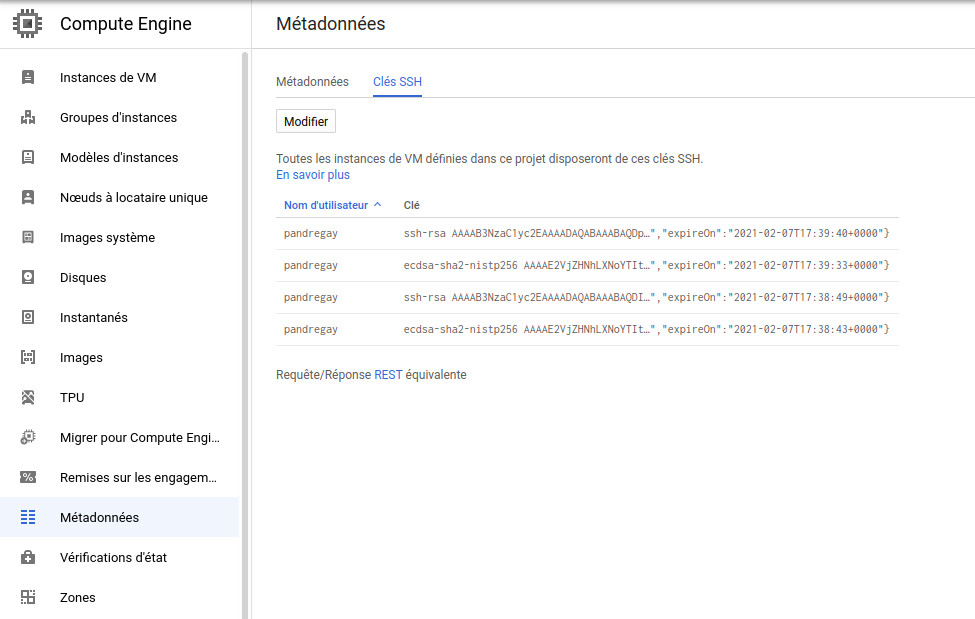 Compute Engine
Métadonnées
Instances de VM
Groupes d'instances
Modèles d'instances
Nœuds à locataire unique
Images système
Disques
Instantanés
Images
TPU
Migrer pour Compute Engi...
Remises sur les engagem...
Métadonnées
Vérifications d'état
Zones
Métadonnées Clés SSH
Modifier
Toutes les instances de VM définies dans ce projet disposeront de ces clés SSH.
En savoir plus
Nom d'utilisateur Clé
pandregay ssh-rsa AAAAB3NzaC1yc2EAAAADAQABAAABAQDp…","expireOn":"2021-02-07T17:39:40+0000"}
pandregay ecdsa-sha2-nistp256 AAAAE2VjZHNhLXNoYTIt…","expireOn":"2021-02-07T17:39:33+0000"}
pandregay ssh-rsa AAAAB3NzaC1yc2EAAAADAQABAAABAQDI…","expireOn":"2021-02-07T17:38:49+0000"}
pandregay ecdsa-sha2-nistp256 AAAAE2VjZHNhLXNoYTIt…","expireOn":"2021-02-07T17:38:43+0000"}
Requête/Réponse REST équivalente